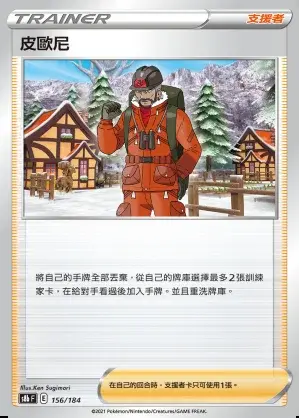 TRAINER 支援者
皮歐尼
將自己的手牌全部丟棄,從自己的牌庫選擇最多2張訓練
家卡,在給對手看過後加入手牌。並且重洗牌庫。
Illus.Ken Sugimori
s8b F E 156/184
在自己的回合時,支援者卡只可使用1張。
©2021 Pokémon/Nintendo/Creatures/GAME FREAK.